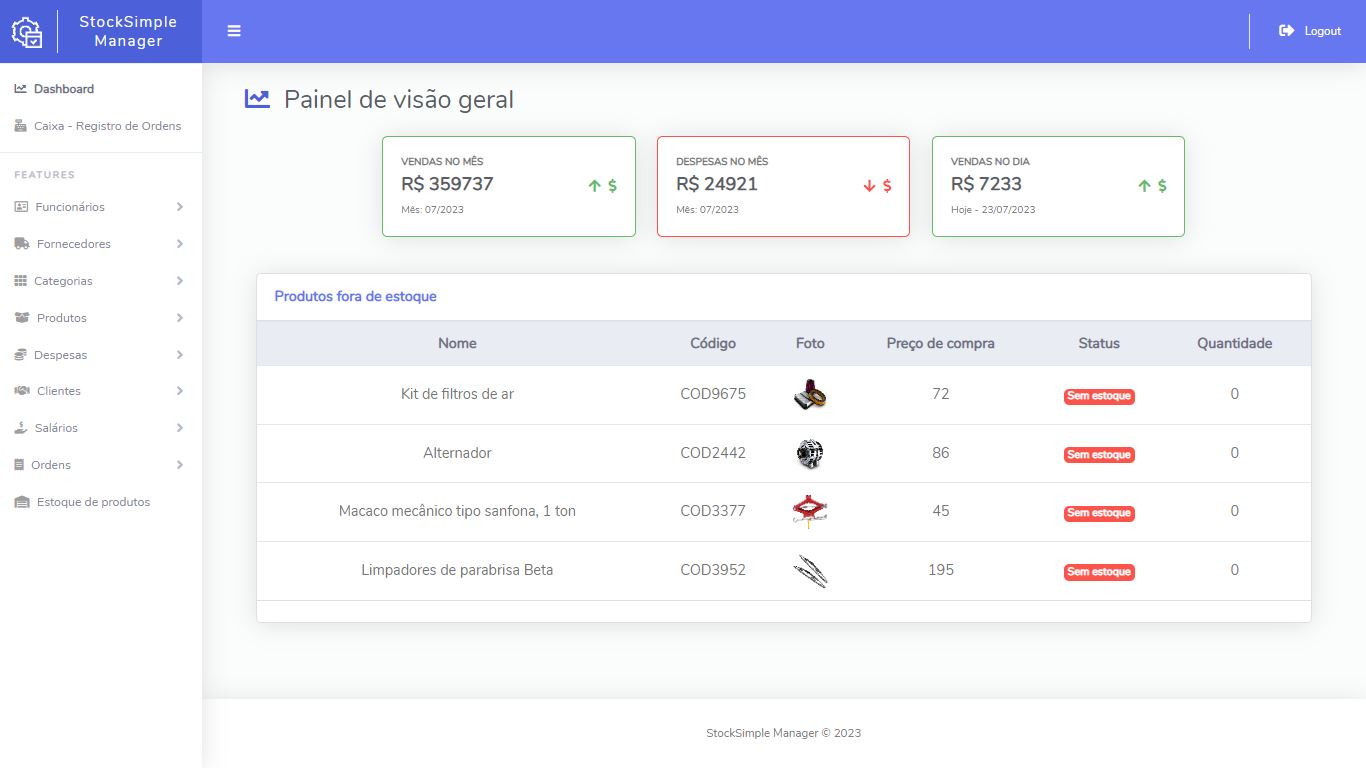 StockSimple
Manager
Logout
Dashboard
Caixa - Registro de Ordens
FEATURES
Funcionários
Fornecedores
Categorias
Produtos
Despesas
Clientes
Salários
Ordens
Estoque de produtos
Painel de visão geral
VENDAS NO MÊS
R$ 359737
$
Mês: 07/2023
DESPESAS NO MÊS
R$ 24921
$
Mês: 07/2023
VENDAS NO DIA
R$ 7233
$
Hoje - 23/07/2023
Produtos fora de estoque
Nome Código Foto Preço de compra Status Quantidade
Kit de filtros de ar COD9675 72 Sem estoque 0
Alternador COD2442 86 Sem estoque 0
Macaco mecânico tipo sanfona, 1 ton COD3377 45 Sem estoque 0
Limpadores de parabrisa Beta COD3952 195 Sem estoque 0
StockSimple Manager © 2023